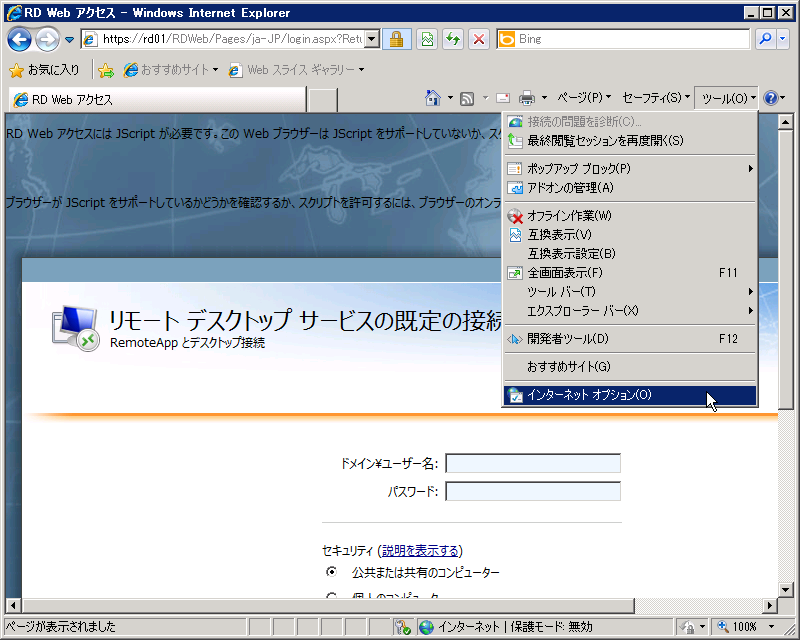 RD Web アクセス - Windows Internet Explorer
https://rd01/RDWeb/Pages/ja-JP/login.aspx?Retu
Bing
お気に入り
おすすめサイト
Web スライス ギャラリー
RD Web アクセス
ページ(P)
セーフティ(S)
ツール(O)
RD Web アクセスには JScript が必要です。この Web ブラウザーは JScript をサポートしていないか、スク
ブラウザーが JScript をサポートしているかどうかを確認するか、スクリプトを許可するには、ブラウザーのオンラ
接続の問題を診断(C)...
最終閲覧セッションを再度開く(S)
ポップアップ ブロック(P)
アドオンの管理(A)
オフライン作業(W)
互換表示(V)
互換表示設定(B)
全画面表示(F) F11
ツール バー(T)
エクスプローラー バー(X)
開発者ツール(D) F12
おすすめサイト(G)
インターネット オプション(O)
リモート デスクトップ サービスの既定の接続
RemoteApp とデスクトップ接続
ドメイン¥ユーザー名:
パスワード:
セキュリティ (説明を表示する)
公共または共有のコンピューター
個人のコンピュータ
ページが表示されました
インターネット | 保護モード: 無効
100%